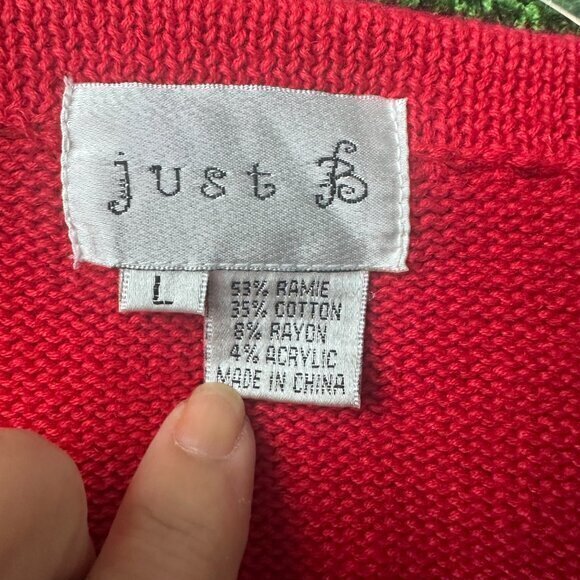 just B
L
53% RAMIE
35% COTTON
8% RAYON
4% ACRYLIC
MADE IN CHINA